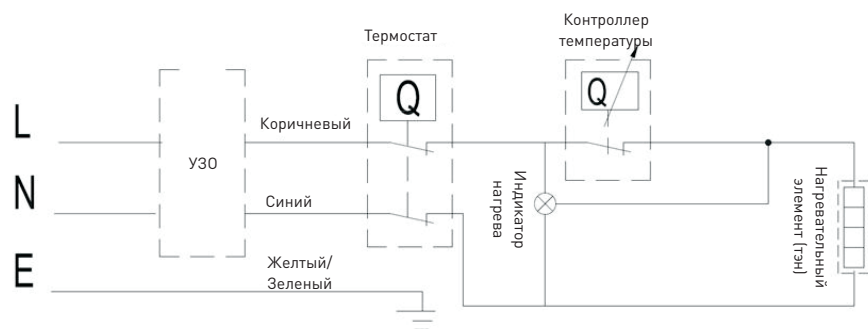 Контроллер
температуры
Термостат
Q
Q
L
Коричневый
УЗО
N
Синий
Индикатор
нагрева
Нагревательный
элемент (тэн)
E
Желтый/
Зеленый